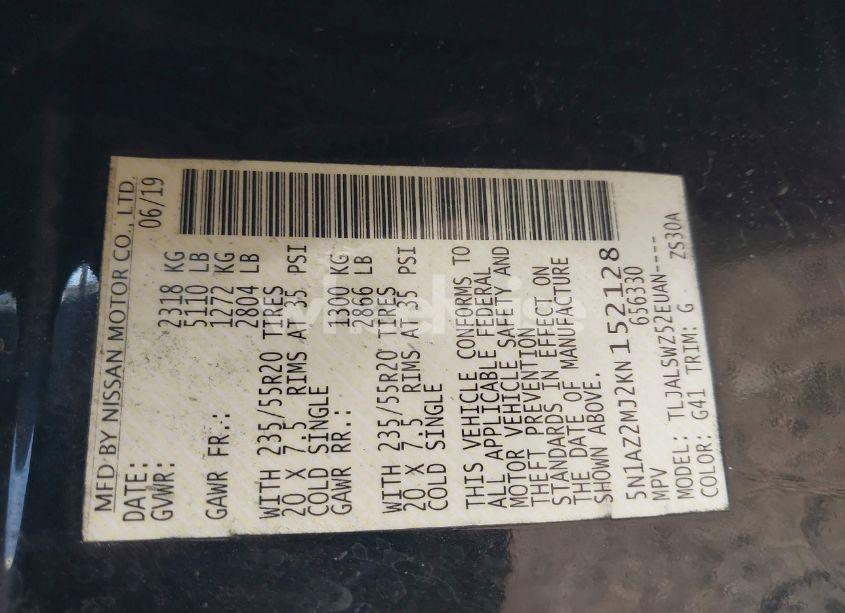 MFD BY NISSAN MOTOR CO., LTD.
DATE: 06/19
GVWR: 2318 KG
5110 LB
GAWR FR.: 1272 KG
2804 LB
WITH 235/55R20 TIRES
20 X 7.5 RIMS AT 35 PSI
COLD SINGLE
GAWR RR.: 1300 KG
2866 LB
WITH 235/55R20 TIRES
20 X 7.5 RIMS AT 35 PSI
COLD SINGLE
THIS VEHICLE CONFORMS TO
ALL APPLICABLE FEDERAL
MOTOR VEHICLE SAFETY AND
THEFT PREVENTION
STANDARDS IN EFFECT ON
THE DATE OF MANUFACTURE
SHOWN ABOVE.
5N1AZ2MJ2KN152128
MPV 656330
MODEL: TLJALSWZ52EUAN----
COLOR: G41 TRIM: G ZS30A